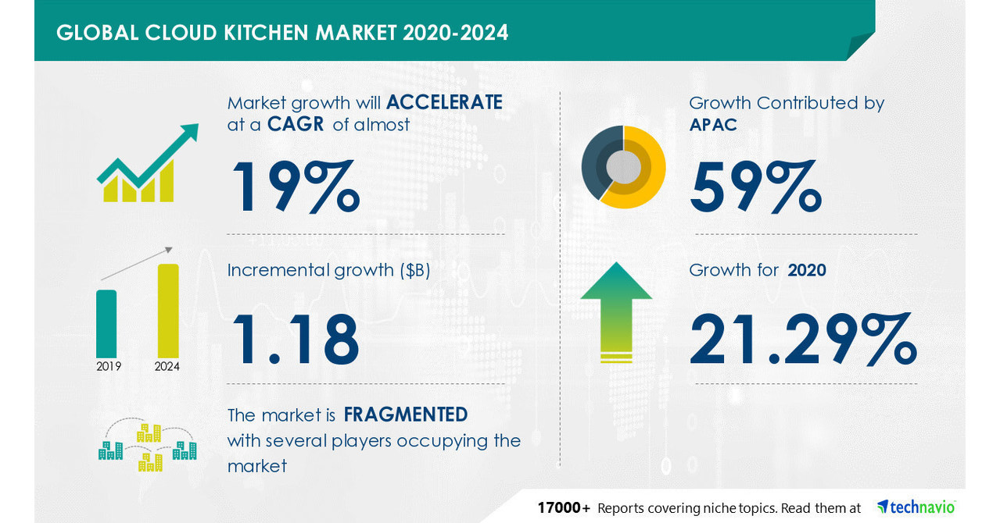 GLOBAL CLOUD KITCHEN MARKET 2020-2024
Market growth will ACCELERATE
at a CAGR of almost
19%
Incremental growth ($B)
1.18
2019
2024
The market is FRAGMENTED
with several players occupying the
market
Growth Contributed by
APAC
59%
Growth for 2020
21.29%
17000+ Reports covering niche topics. Read them at technavio